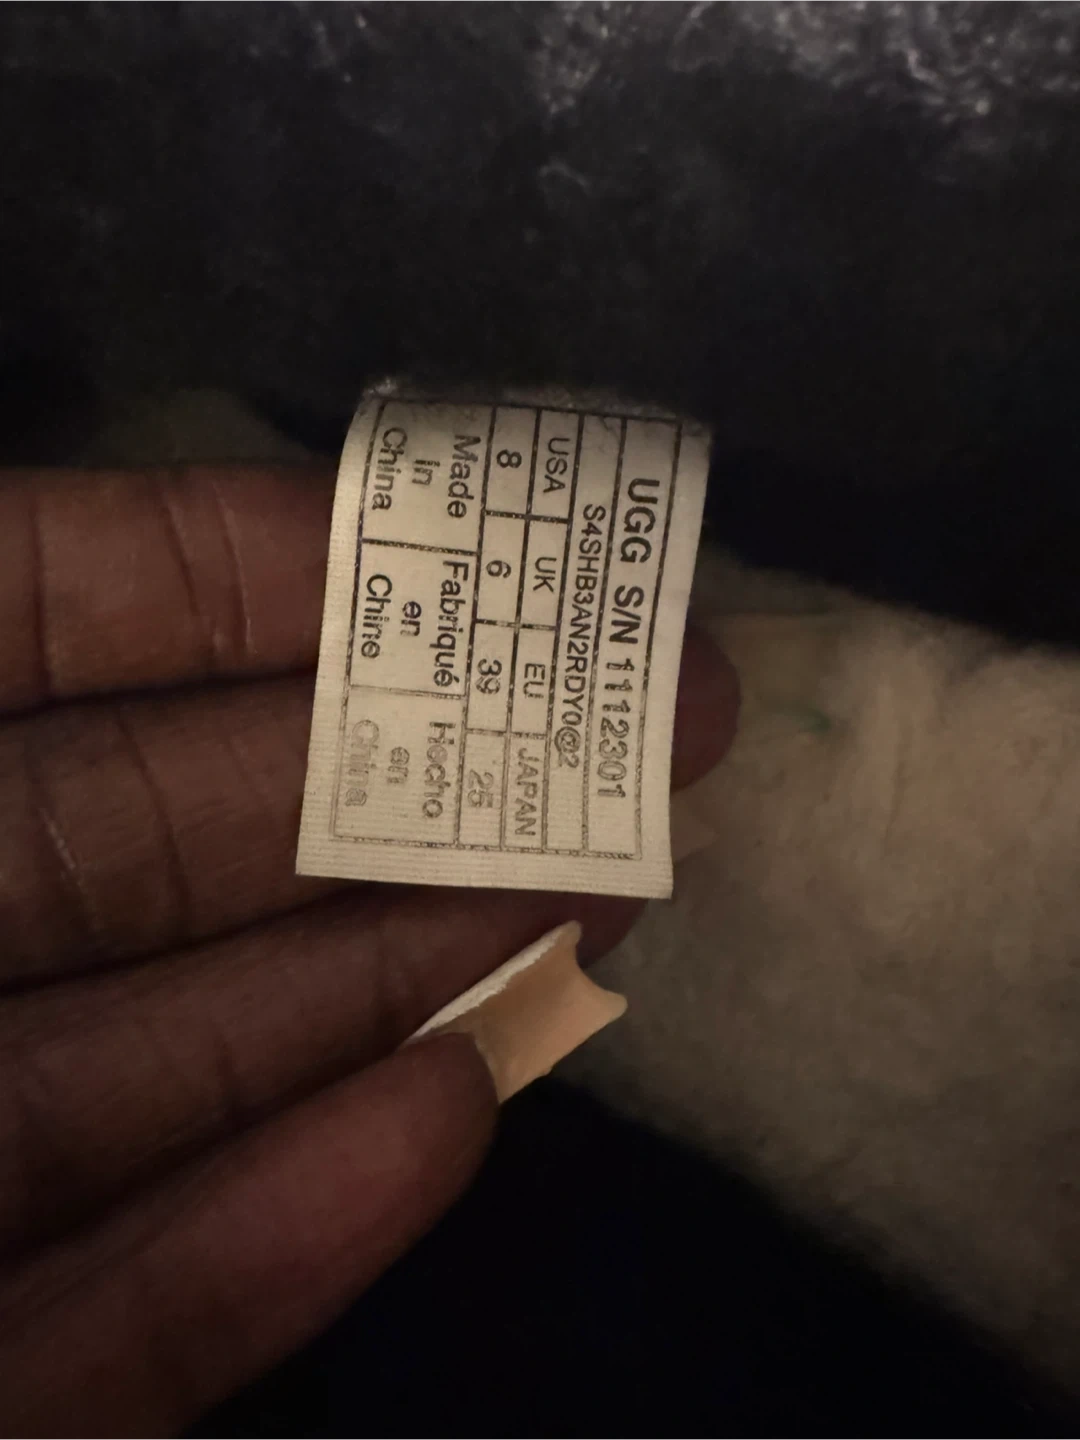 UGG S/N 1112301
S4SHB3AN2RDY0@2
USA UK EU JAPAN
8 6 39 25
Made in China
Fabriqué en Chine
Hecho en China